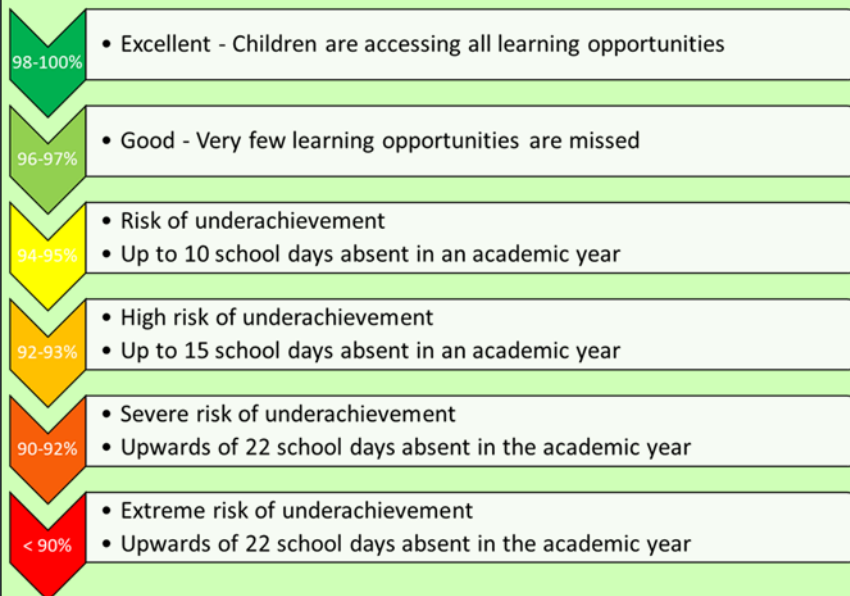 98-100%
• Excellent - Children are accessing all learning opportunities
96-97%
• Good - Very few learning opportunities are missed
94-95%
• Risk of underachievement
• Up to 10 school days absent in an academic year
92-93%
• High risk of underachievement
• Up to 15 school days absent in an academic year
90-92%
• Severe risk of underachievement
• Upwards of 22 school days absent in the academic year
< 90%
• Extreme risk of underachievement
• Upwards of 22 school days absent in the academic year